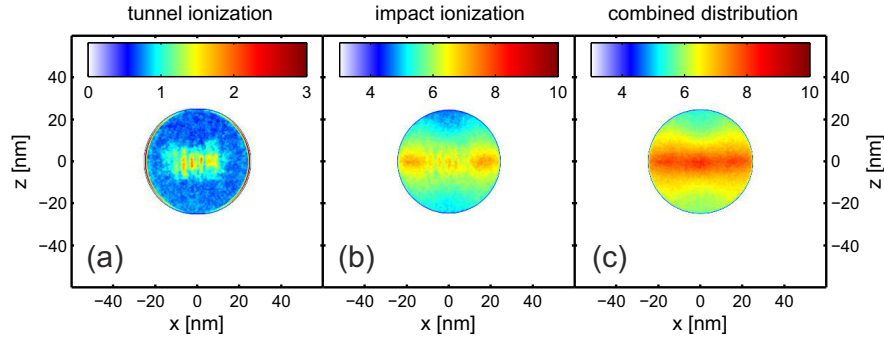 tunnel ionization impact ionization combined distribution
0 1 2 3 4 6 8 10 4 6 8 10
z [nm] 40 20 0 −20 −40 40 20 0 −20 −40 z [nm]
(a) (b) (c)
−40 −20 0 20 40 −40 −20 0 20 40 −40 −20 0 20 40
x [nm] x [nm] x [nm]